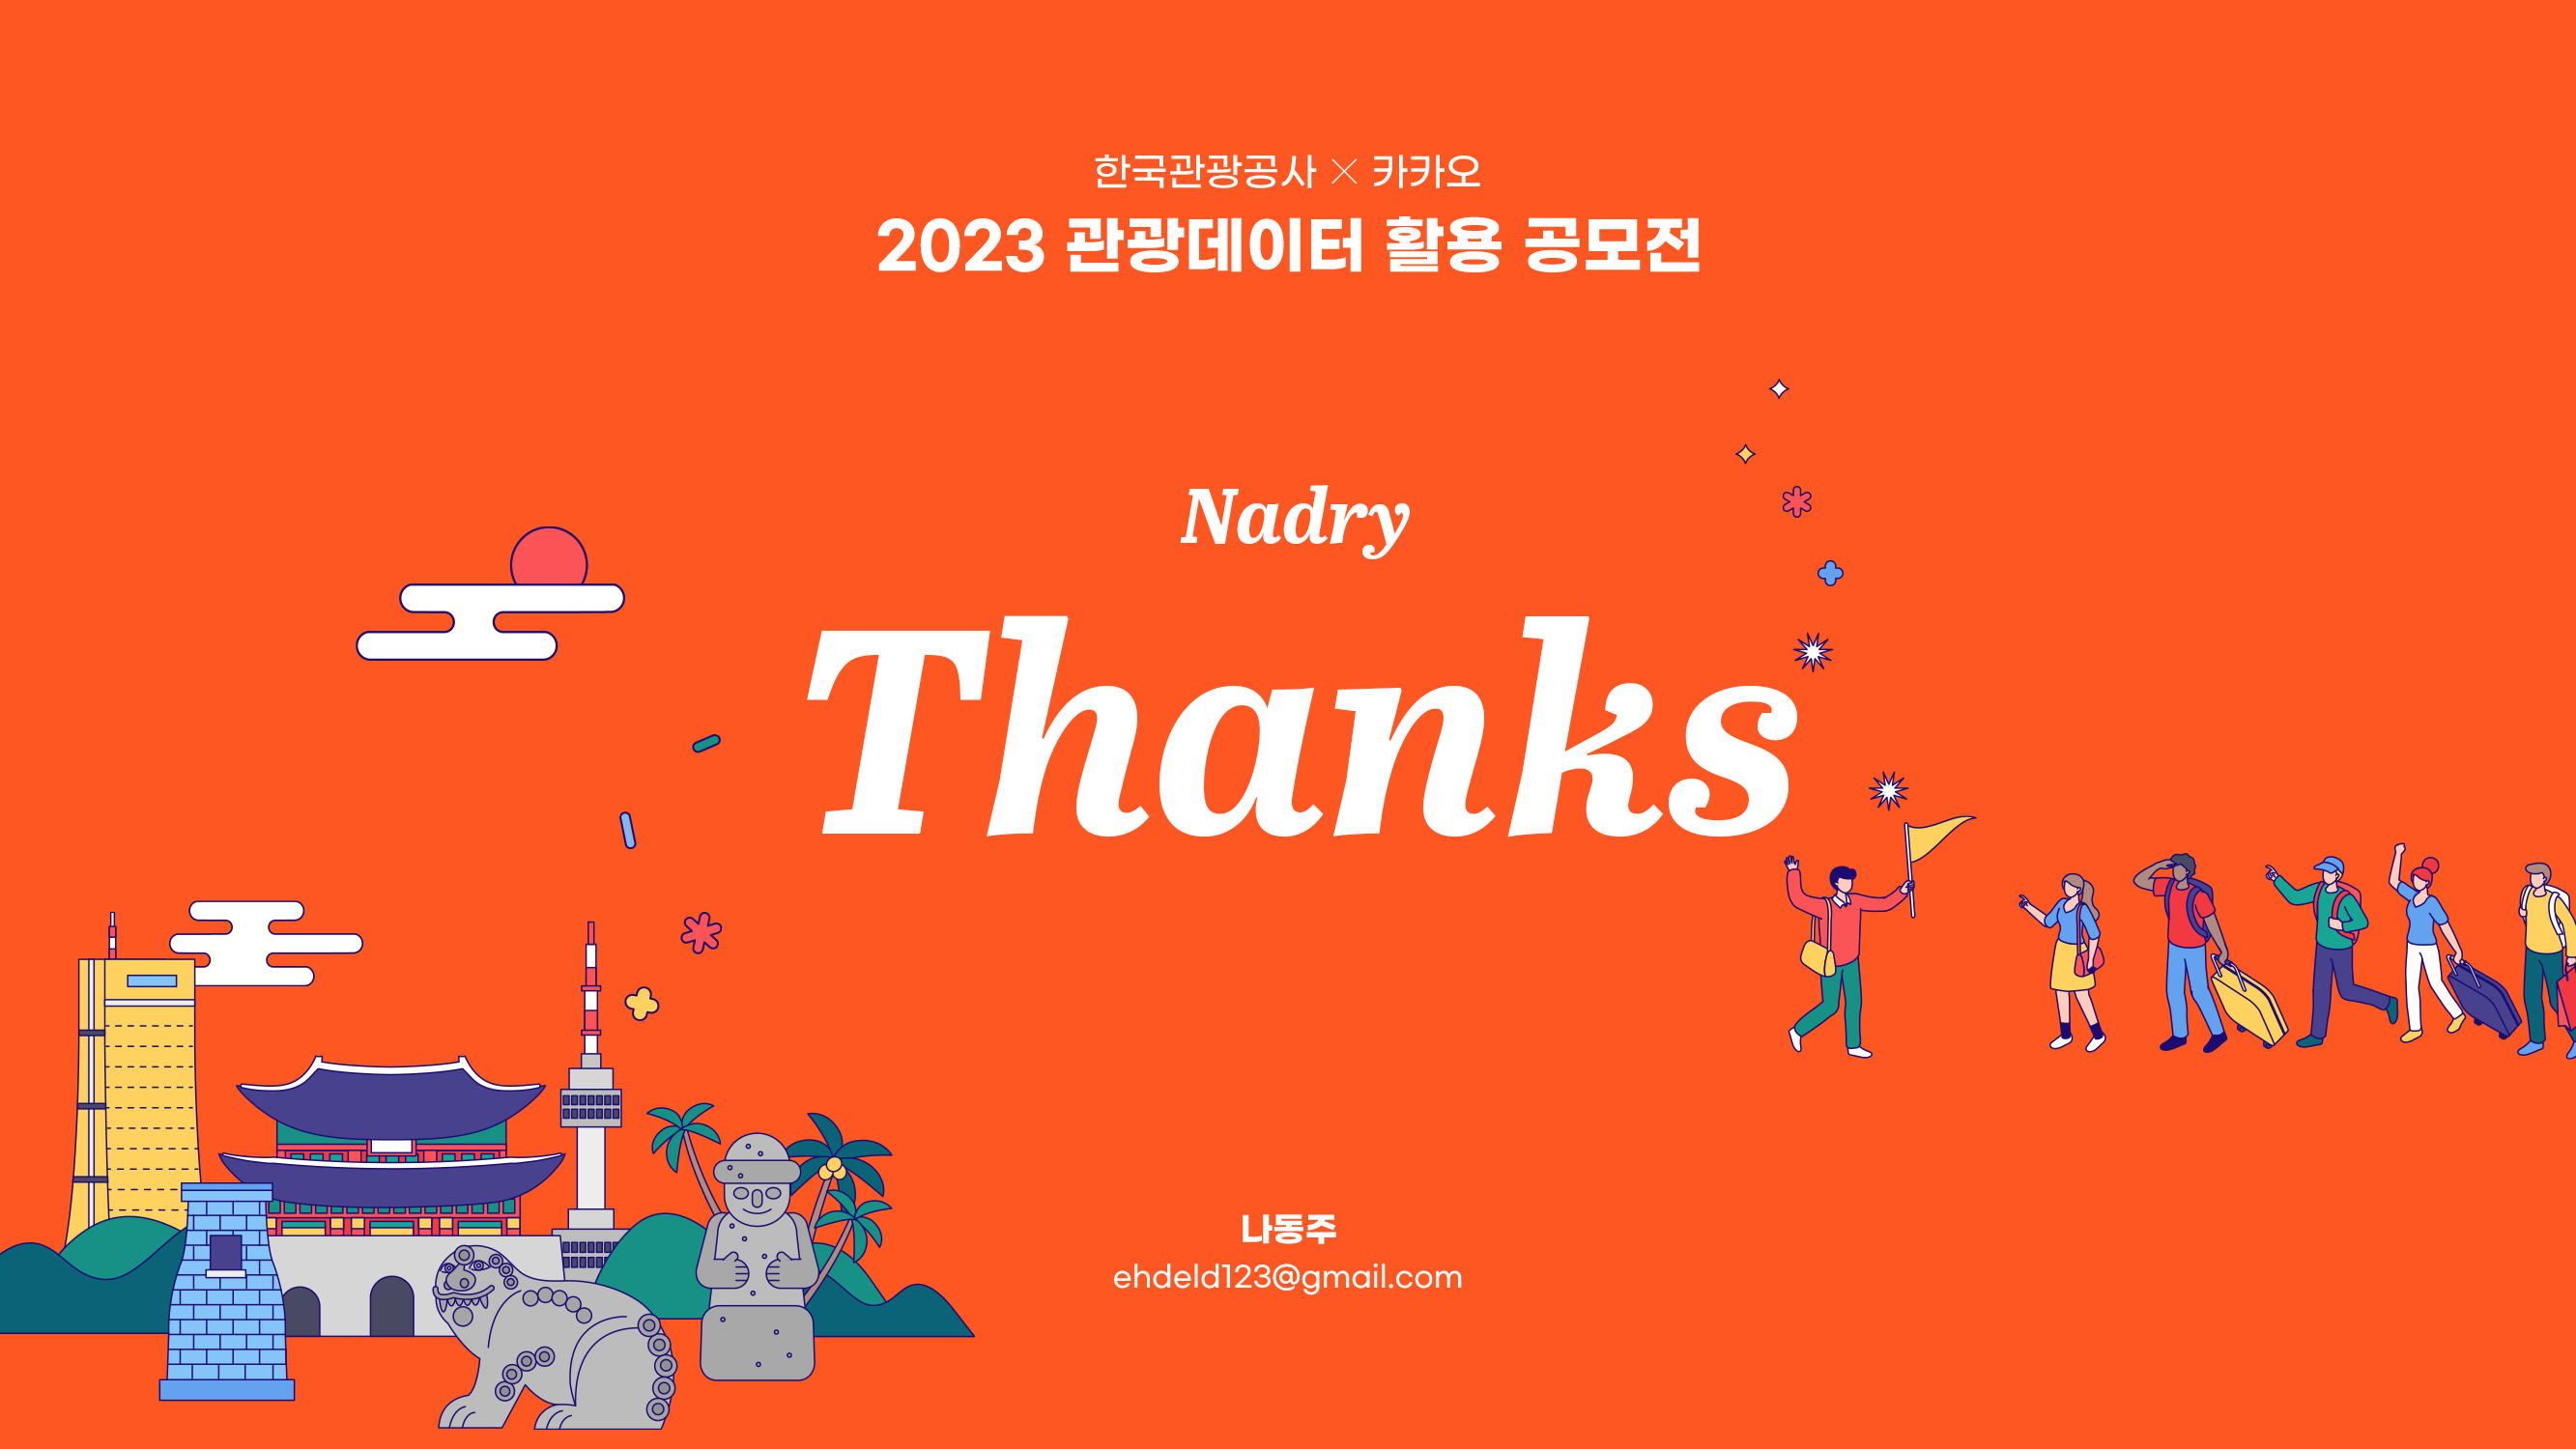 한국관광공사 × 카카오
2023 관광데이터 활용 공모전
Nadry
Thanks
나동주
ehdeld123@gmail.com